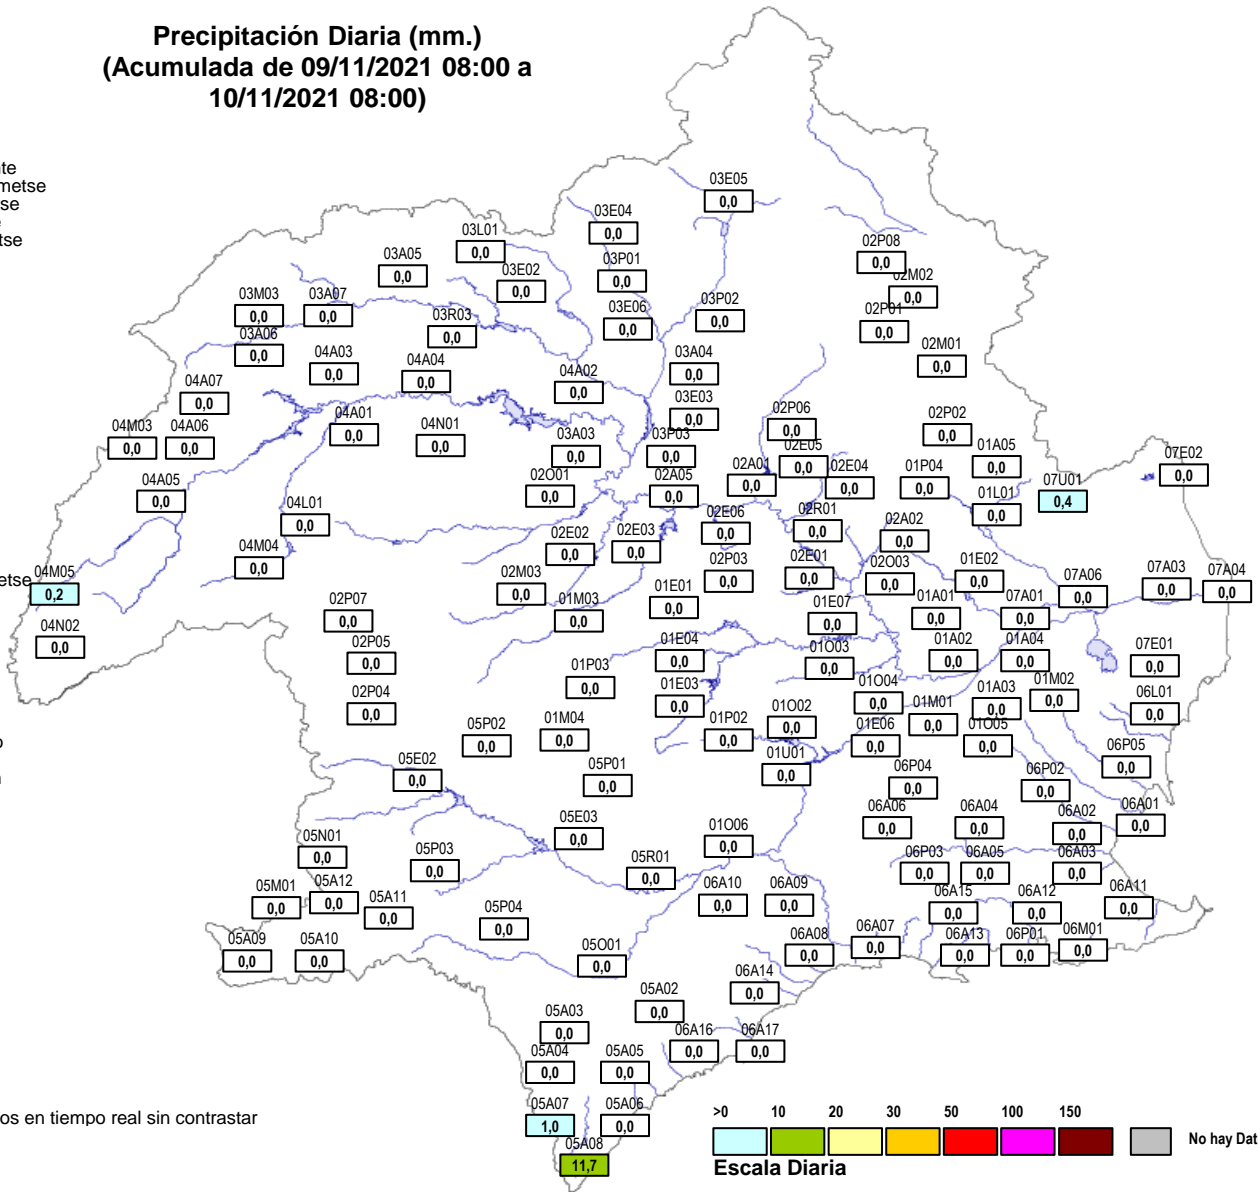 Precipitación Diaria (mm.)
(Acumulada de 09/11/2021 08:00 a
10/11/2021 08:00)
03E05
0,0
03E04
0,0
03L01
0,0
03A05
0,0
03P01
0,0
03E02
0,0
02P08
0,0
02M02
0,0
03M03
0,0
03A07
0,0
03P02
0,0
03E06
0,0
03R03
0,0
02P01
0,0
03A06
0,0
04A03
0,0
04A04
0,0
03A04
0,0
02M01
0,0
04A02
0,0
04A07
0,0
03E03
0,0
04A01
0,0
02P06
0,0
02P02
0,0
04M03
0,0
04A06
0,0
04N01
0,0
03A03
0,0
03P03
0,0
02E05
0,0
01A05
0,0
07E02
0,0
04A05
0,0
02O01
0,0
02A05
0,0
02A01
0,0
02E04
0,0
01P04
0,0
07U01
0,4
01L01
0,0
04L01
0,0
02E06
0,0
02R01
0,0
02A02
0,0
04M04
0,0
02E02
0,0
02E03
0,0
02P03
0,0
02E01
0,0
02O03
0,0
01E02
0,0
07A03
0,0
07A04
0,0
metse
04M05
0,2
02M03
0,0
01E01
0,0
07A06
0,0
02P07
0,0
01M03
0,0
01E07
0,0
01A01
0,0
07A01
0,0
04N02
0,0
02P05
0,0
01E04
0,0
01O03
0,0
01A02
0,0
01A04
0,0
07E01
0,0
01P03
0,0
01E03
0,0
01O04
0,0
01A03
0,0
01M02
0,0
06L01
0,0
02P04
0,0
05P02
0,0
01M04
0,0
01P02
0,0
01O02
0,0
01M01
0,0
01E06
0,0
01O05
0,0
05E02
0,0
05P01
0,0
01U01
0,0
06P04
0,0
06P02
0,0
06P05
0,0
05E03
0,0
01O06
0,0
06A06
0,0
06A04
0,0
06A02
0,0
06A01
0,0
05N01
0,0
05P03
0,0
05R01
0,0
06P03
0,0
06A05
0,0
06A03
0,0
05M01
0,0
05A12
0,0
05A11
0,0
06A10
0,0
06A09
0,0
06A15
0,0
06A12
0,0
06A11
0,0
05P04
0,0
05A09
0,0
05A10
0,0
05O01
0,0
06A08
0,0
06A07
0,0
06A13
0,0
06P01
0,0
06M01
0,0
06A14
0,0
05A02
0,0
05A03
0,0
06A16
0,0
06A17
0,0
05A04
0,0
05A05
0,0
05A07
1,0
05A06
0,0
05A08
11,7
os en tiempo real sin contrastar
>0 10 20 30 50 100 150
No hay Dat
Escala Diaria